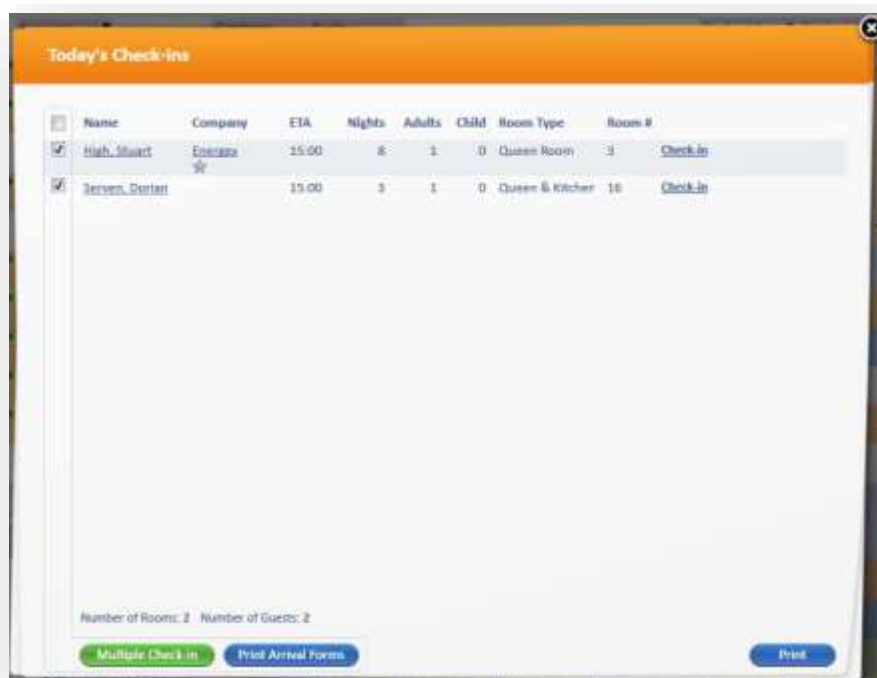 Today's Check-ins
Name Company ETA Nights Adults Child Room Type Room #
High, Stuart 15:00 8 1 0 Queen Room 3 Check-in
Serven, Dorian 15:00 3 1 0 Queen & Kitcher 16 Check-in
Number of Rooms: 2 Number of Guests: 2
Multiple Check-in Print Arrival Forms Print